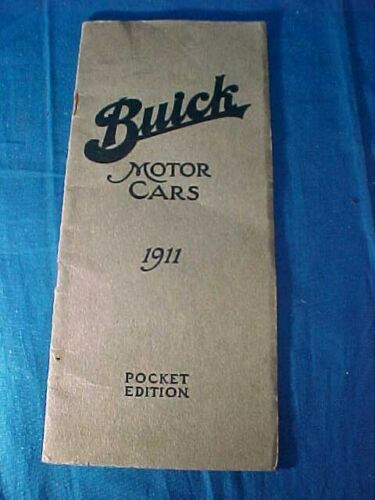 Buick
MOTOR
CARS
1911
POCKET
EDITION